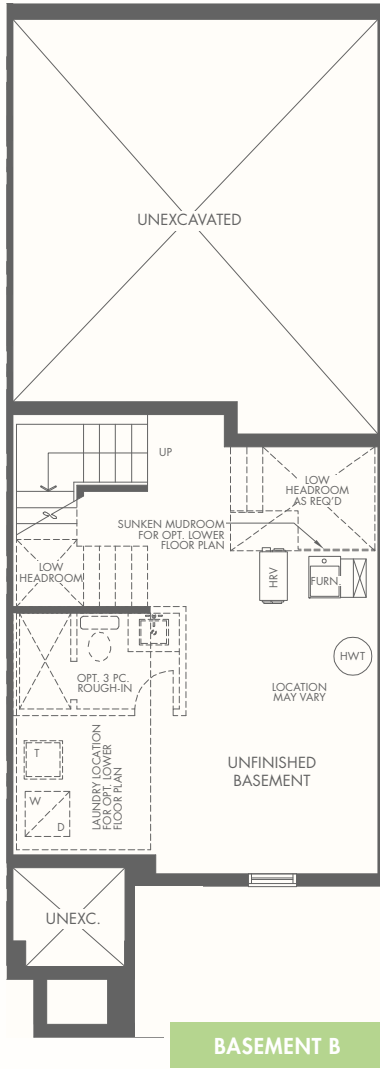 UNEXCAVATED
UP
LOW
HEADROOM
AS REQ'D
SUNKEN MUDROOM
FOR OPT. LOWER
FLOOR PLAN
LOW
HEADROOM
HRV
FURN.
HWT
OPT. 3 PC.
ROUGH-IN
LOCATION
MAY VARY
LAUNDRY LOCATION
FOR OPT. LOWER
FLOOR PLAN
T
W
D
UNFINISHED
BASEMENT
UNEXC.
BASEMENT B